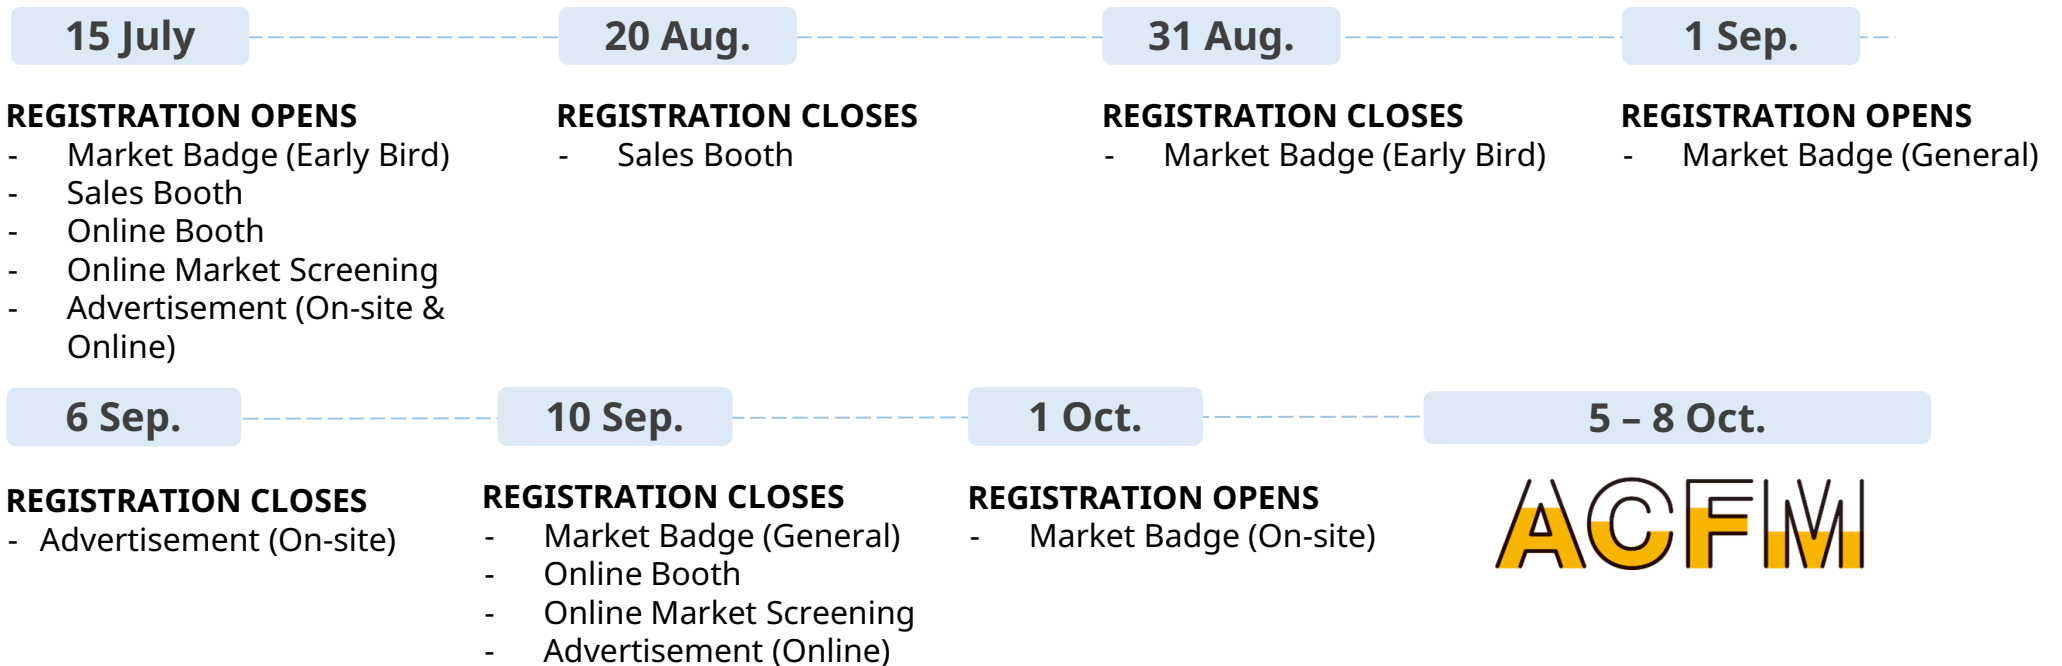 15 July
20 Aug.
31 Aug.
1 Sep.
REGISTRATION OPENS
- Market Badge (Early Bird)
- Sales Booth
- Online Booth
- Online Market Screening
- Advertisement (On-site &
Online)
REGISTRATION CLOSES
- Sales Booth
REGISTRATION CLOSES
- Market Badge (Early Bird)
REGISTRATION OPENS
- Market Badge (General)
6 Sep.
10 Sep.
1 Oct.
5 – 8 Oct.
REGISTRATION CLOSES
- Advertisement (On-site)
REGISTRATION CLOSES
- Market Badge (General)
- Online Booth
- Online Market Screening
- Advertisement (Online)
REGISTRATION OPENS
- Market Badge (On-site)
ACFM